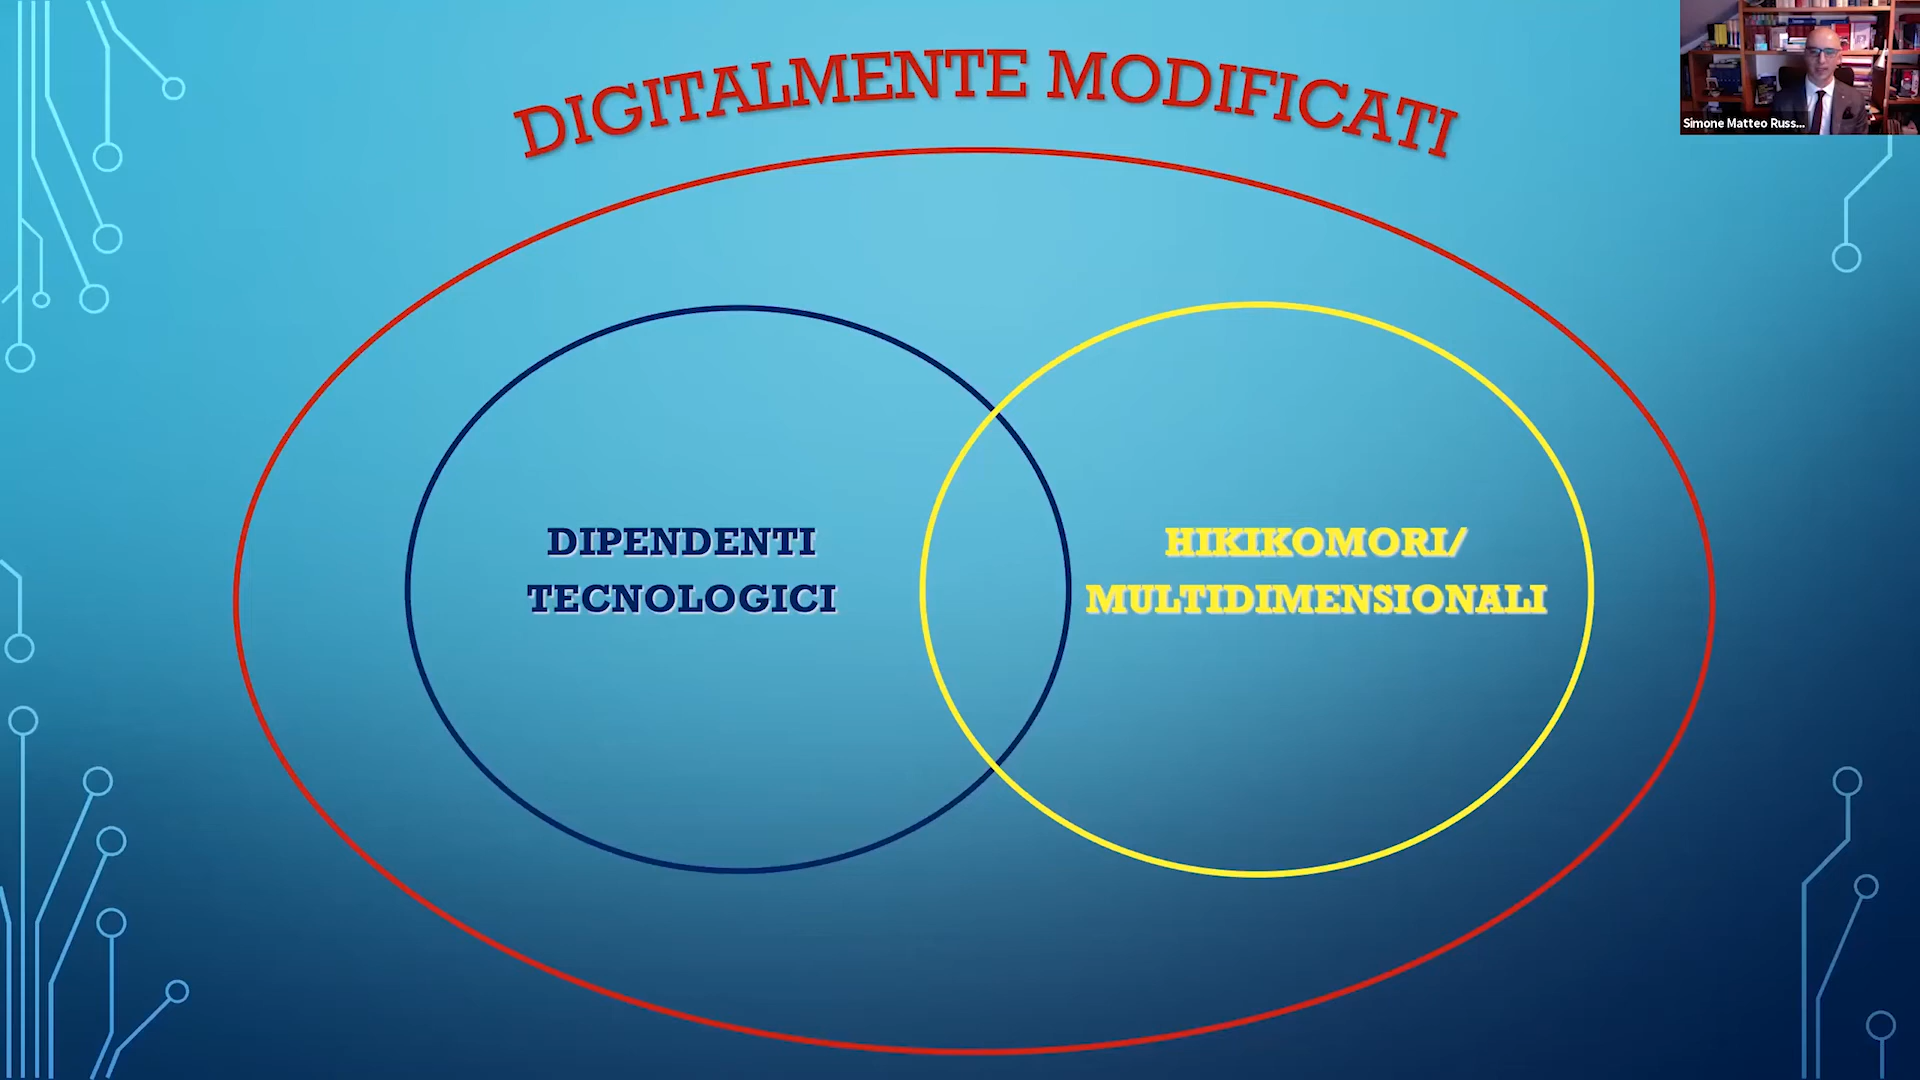 DIGITALMENTE MODIFICATI
Simone Matteo Russ...
DIPENDENTI
TECNOLOGICI
HIKIKOMORI/
MULTIDIMENSIONALI